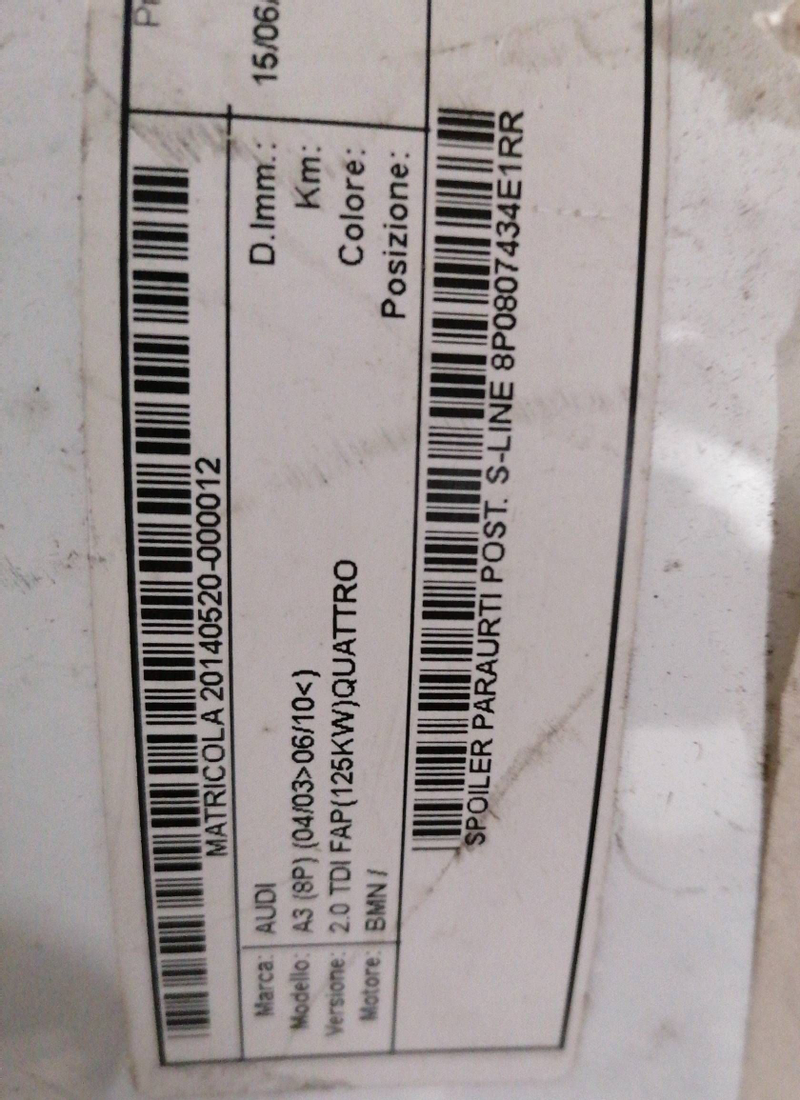 MATRICOLA 20140520-000012
Marca: AUDI
Modello: A3 (8P) (04/03>06/10<)
Versione: 2.0 TDI FAP(125KW)QUATTRO
Motore: BMN /
D.Imm.: 15/06/
Km:
Colore:
Posizione:
SPOILER PARAURTI POST. S-LINE 8P0807434E1RR